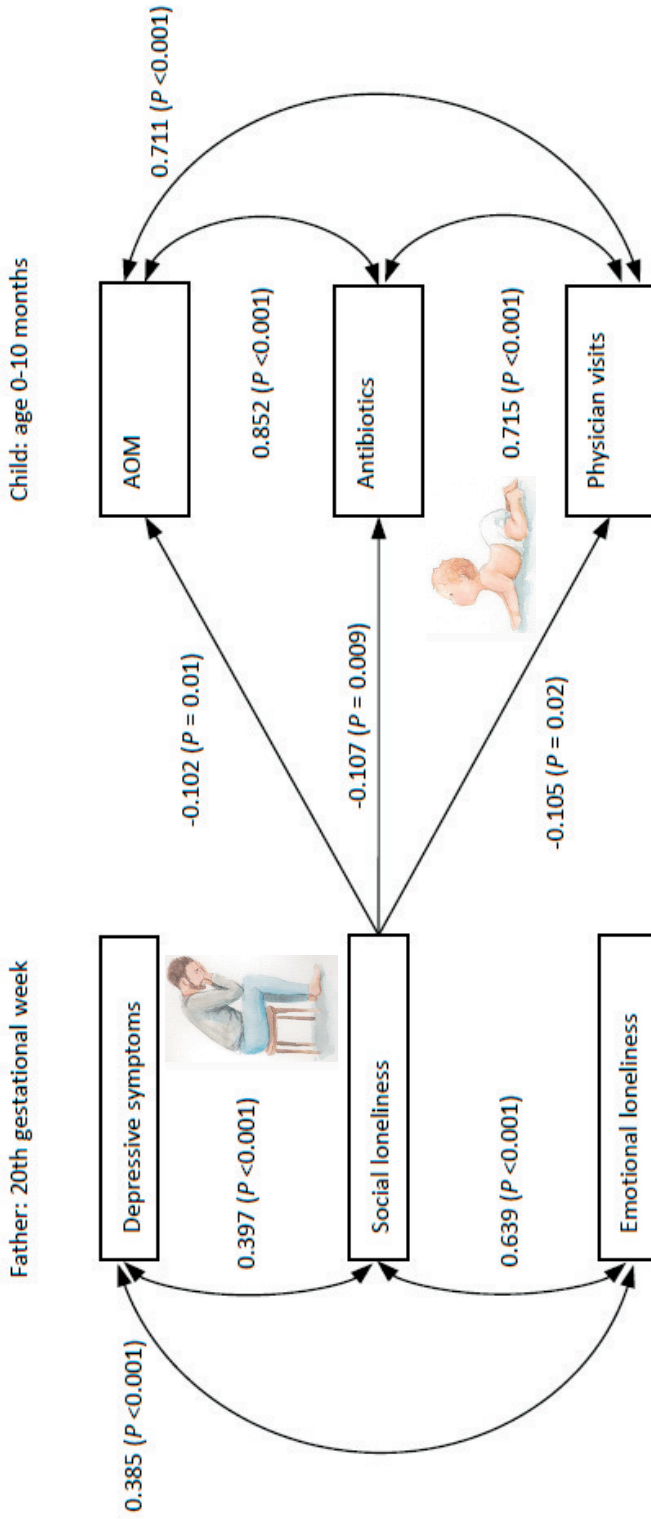 Father: 20th gestational week
Child: age 0-10 months
0.385 (P <0.001)
Depressive symptoms
-0.102 (P = 0.01)
AOM
0.711 (P <0.001)
0.397 (P <0.001)
0.852 (P <0.001)
Social loneliness
-0.107 (P = 0.009)
Antibiotics
0.639 (P <0.001)
0.715 (P <0.001)
-0.105 (P = 0.02)
Emotional loneliness
Physician visits